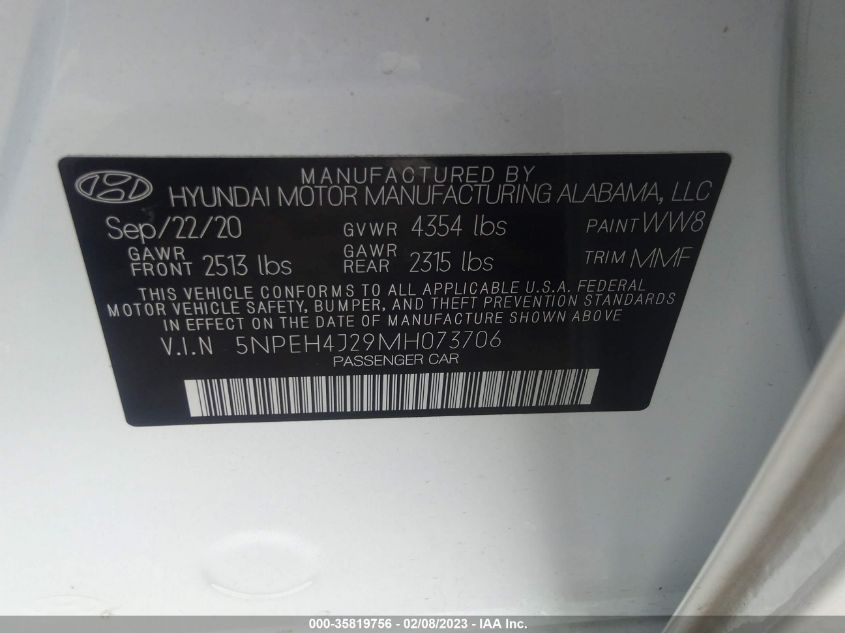 MANUFACTURED BY
HYUNDAI MOTOR MANUFACTURING ALABAMA, LLC
Sep/22/20 GVWR 4354 lbs PAINT WW8
GAWR FRONT 2513 lbs GAWR REAR 2315 lbs TRIM MMF
THIS VEHICLE CONFORMS TO ALL APPLICABLE U.S.A. FEDERAL
MOTOR VEHICLE SAFETY, BUMPER, AND THEFT PREVENTION STANDARDS
IN EFFECT ON THE DATE OF MANUFACTURE SHOWN ABOVE
V.I.N 5NPEH4J29MH073706
PASSENGER CAR
000-35819756 - 02/08/2023 - IAA Inc.